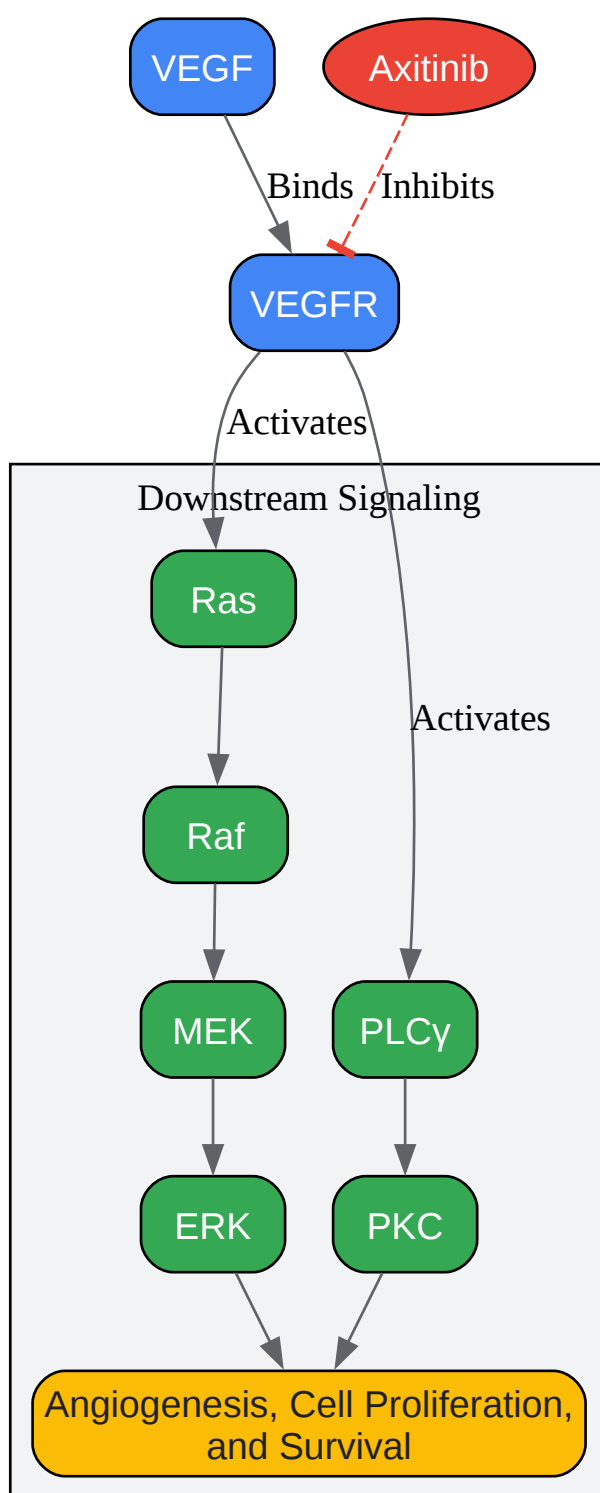 VEGF
Axitinib
Binds
Inhibits
VEGFR
Activates
Downstream Signaling
Ras
Activates
Raf
MEK
PLCγ
ERK
PKC
Angiogenesis, Cell Proliferation,
and Survival